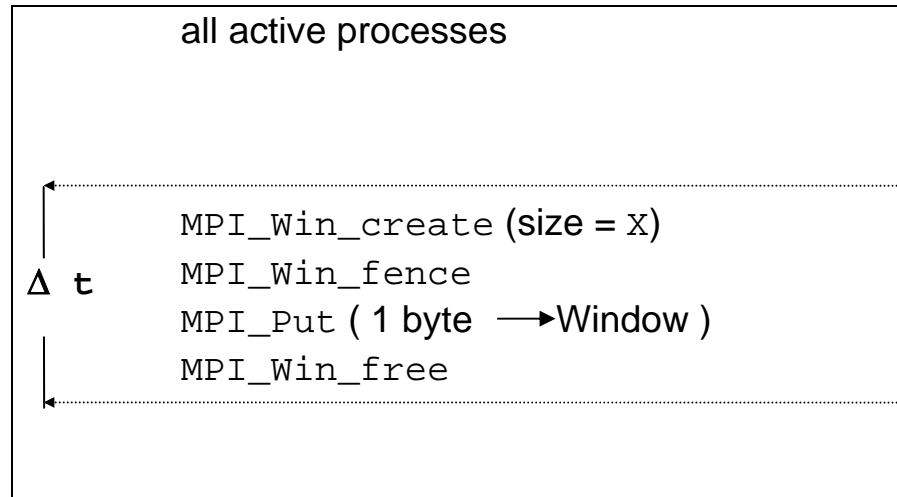 all active processes
MPI_Win_create (size = X)
MPI_Win_fence
Δ t
MPI_Put ( 1 byte → Window )
MPI_Win_free